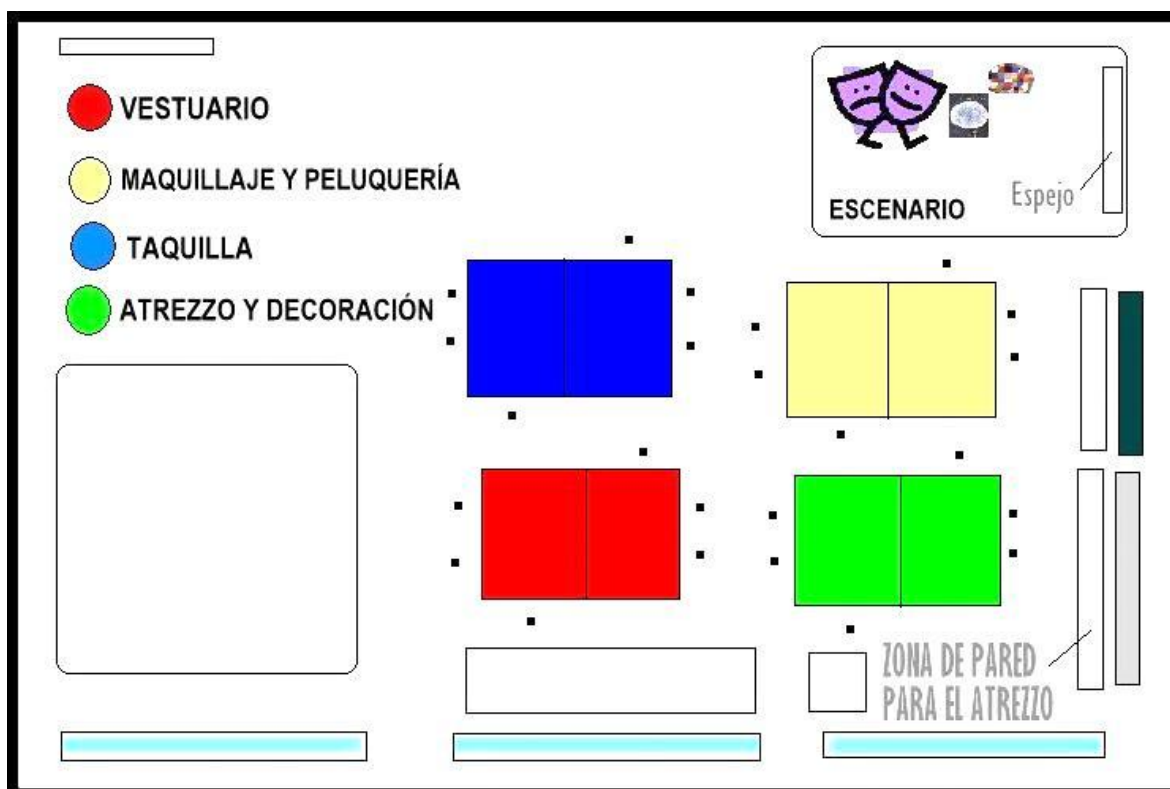 VESTUARIO
MAQUILLAJE Y PELUQUERÍA
TAQUILLA
ATREZZO Y DECORACIÓN
ESCENARIO
Espejo
ZONA DE PARED
PARA EL ATREZZO